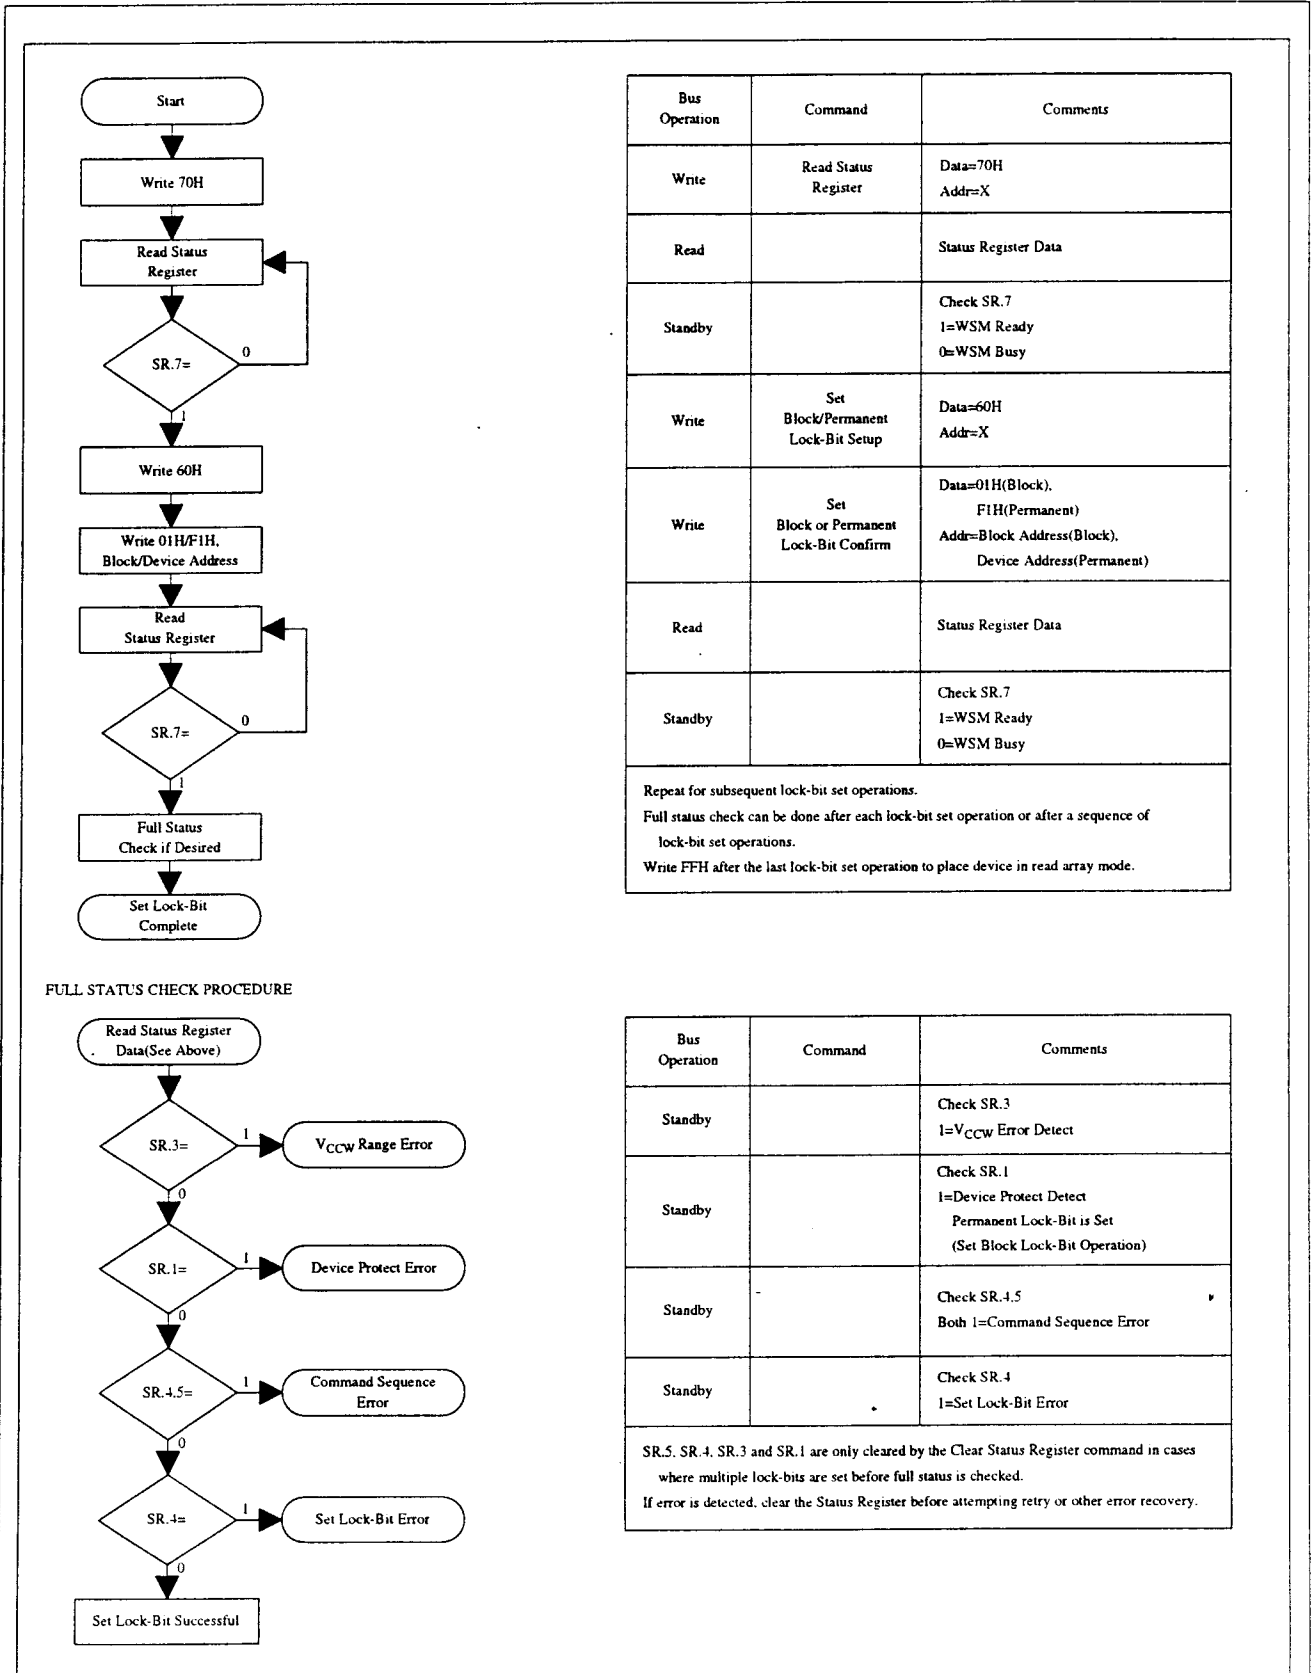 Start
Write 70H
Read Status
Register
SR.7=
0
1
Write 60H
Write 01H/F1H,
Block/Device Address
Read
Status Register
SR.7=
0
1
Full Status
Check if Desired
Set Lock-Bit
Complete
Bus
Operation
Command
Comments
Write
Read Status
Register
Data=70H
Addr=X
Read
Status Register Data
Standby
Check SR.7
1=WSM Ready
0=WSM Busy
Write
Set
Block/Permanent
Lock-Bit Setup
Data=60H
Addr=X
Write
Set
Block or Permanent
Lock-Bit Confirm
Data=01H(Block),
F1H(Permanent)
Addr=Block Address(Block),
Device Address(Permanent)
Read
Status Register Data
Standby
Check SR.7
1=WSM Ready
0=WSM Busy
Repeat for subsequent lock-bit set operations.
Full status check can be done after each lock-bit set operation or after a sequence of
lock-bit set operations.
Write FFH after the last lock-bit set operation to place device in read array mode.
FULL STATUS CHECK PROCEDURE
Read Status Register
Data(See Above)
SR.3=
1
VCCW Range Error
0
SR.1=
1
Device Protect Error
0
SR.4,5=
1
Command Sequence
Error
0
SR.4=
1
Set Lock-Bit Error
0
Set Lock-Bit Successful
Bus
Operation
Command
Comments
Standby
Check SR.3
1=VCCW Error Detect
Standby
Check SR.1
1=Device Protect Detect
Permanent Lock-Bit is Set
(Set Block Lock-Bit Operation)
Standby
Check SR.4,5
Both 1=Command Sequence Error
Standby
Check SR.4
1=Set Lock-Bit Error
SR.5, SR.4, SR.3 and SR.1 are only cleared by the Clear Status Register command in cases
where multiple lock-bits are set before full status is checked.
If error is detected, clear the Status Register before attempting retry or other error recovery.